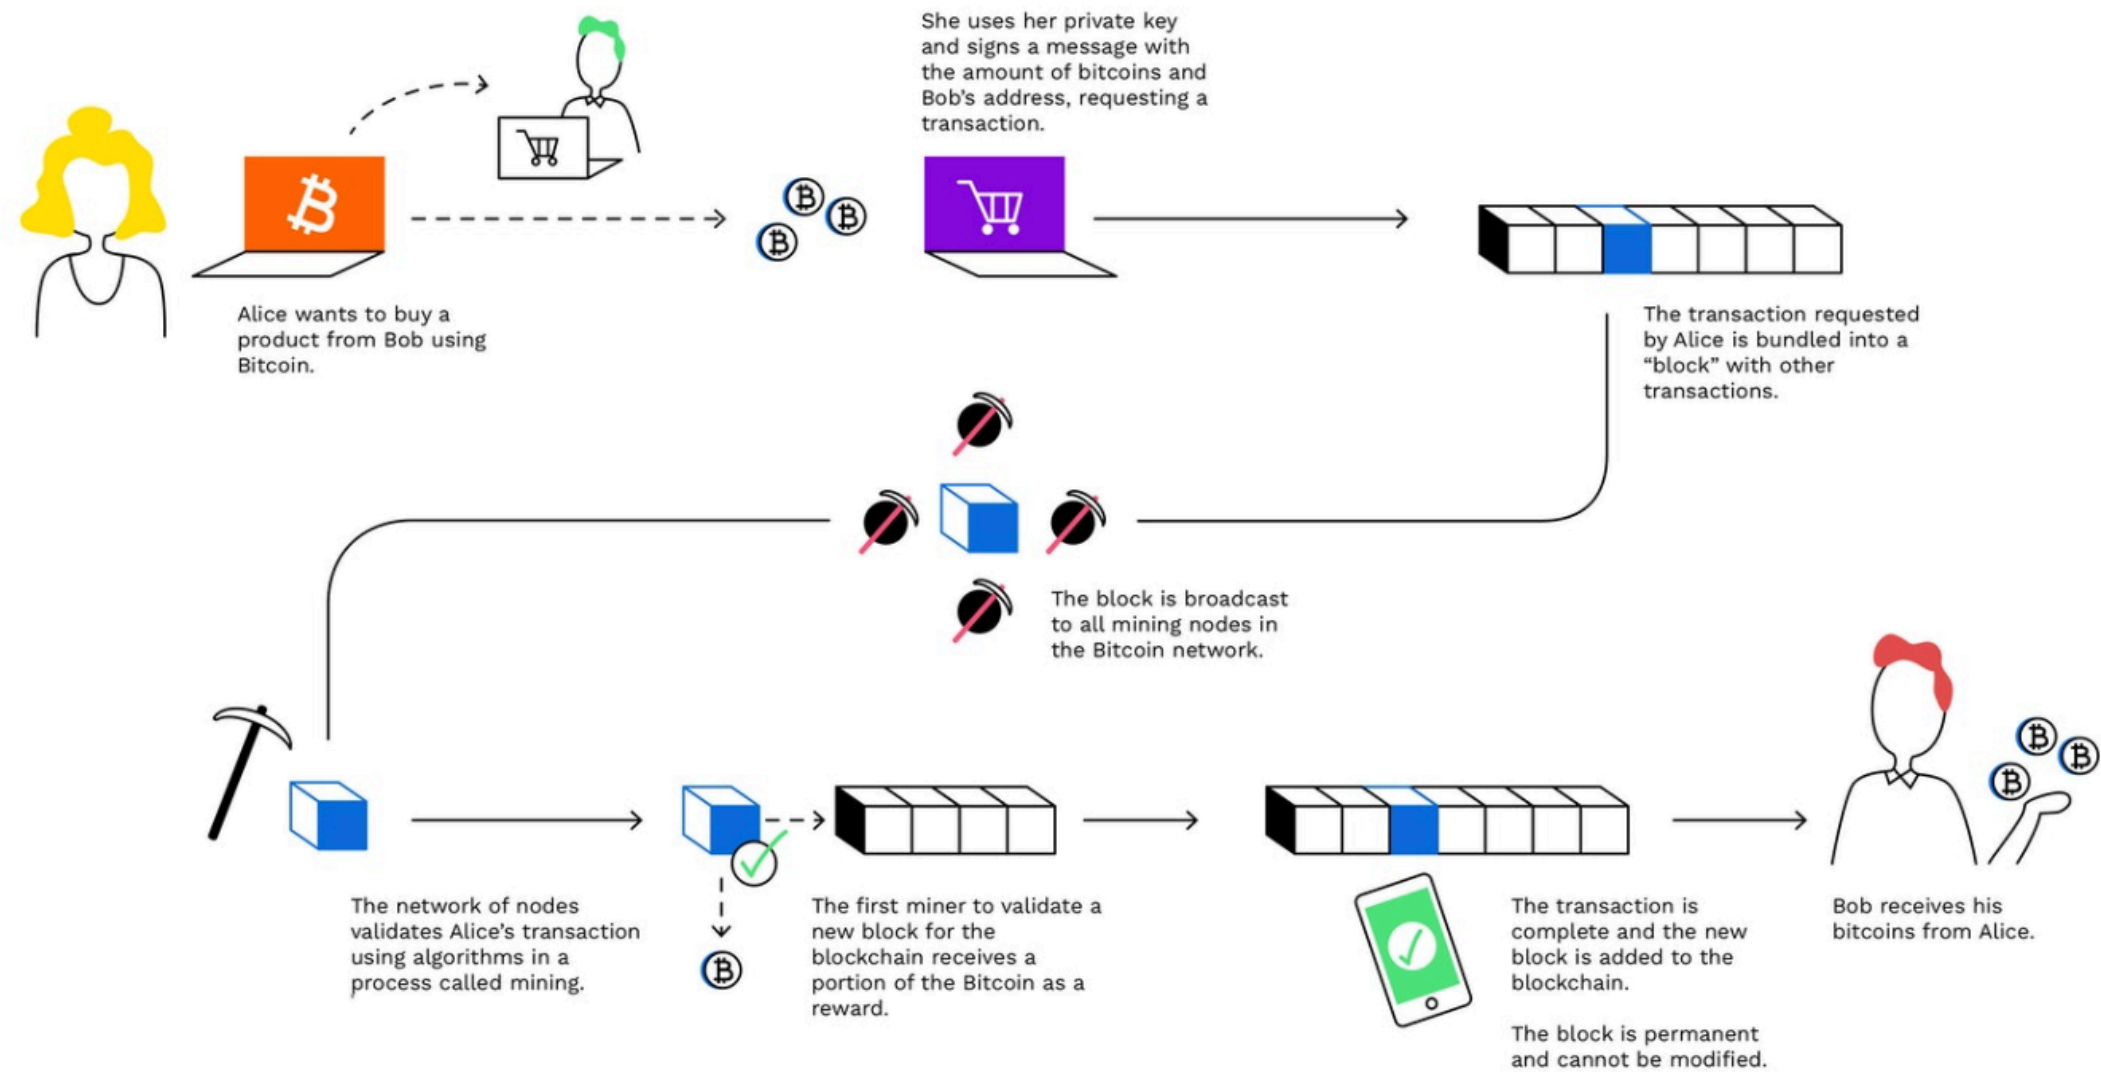 She uses her private key
and signs a message with
the amount of bitcoins and
Bob's address, requesting a
transaction.
Alice wants to buy a
product from Bob using
Bitcoin.
The transaction requested
by Alice is bundled into a
“block” with other
transactions.
The block is broadcast
to all mining nodes in
the Bitcoin network.
The network of nodes
validates Alice's transaction
using algorithms in a
process called mining.
The first miner to validate a
new block for the
blockchain receives a
portion of the Bitcoin as a
reward.
The transaction is
complete and the new
block is added to the
blockchain.
The block is permanent
and cannot be modified.
Bob receives his
bitcoins from Alice.